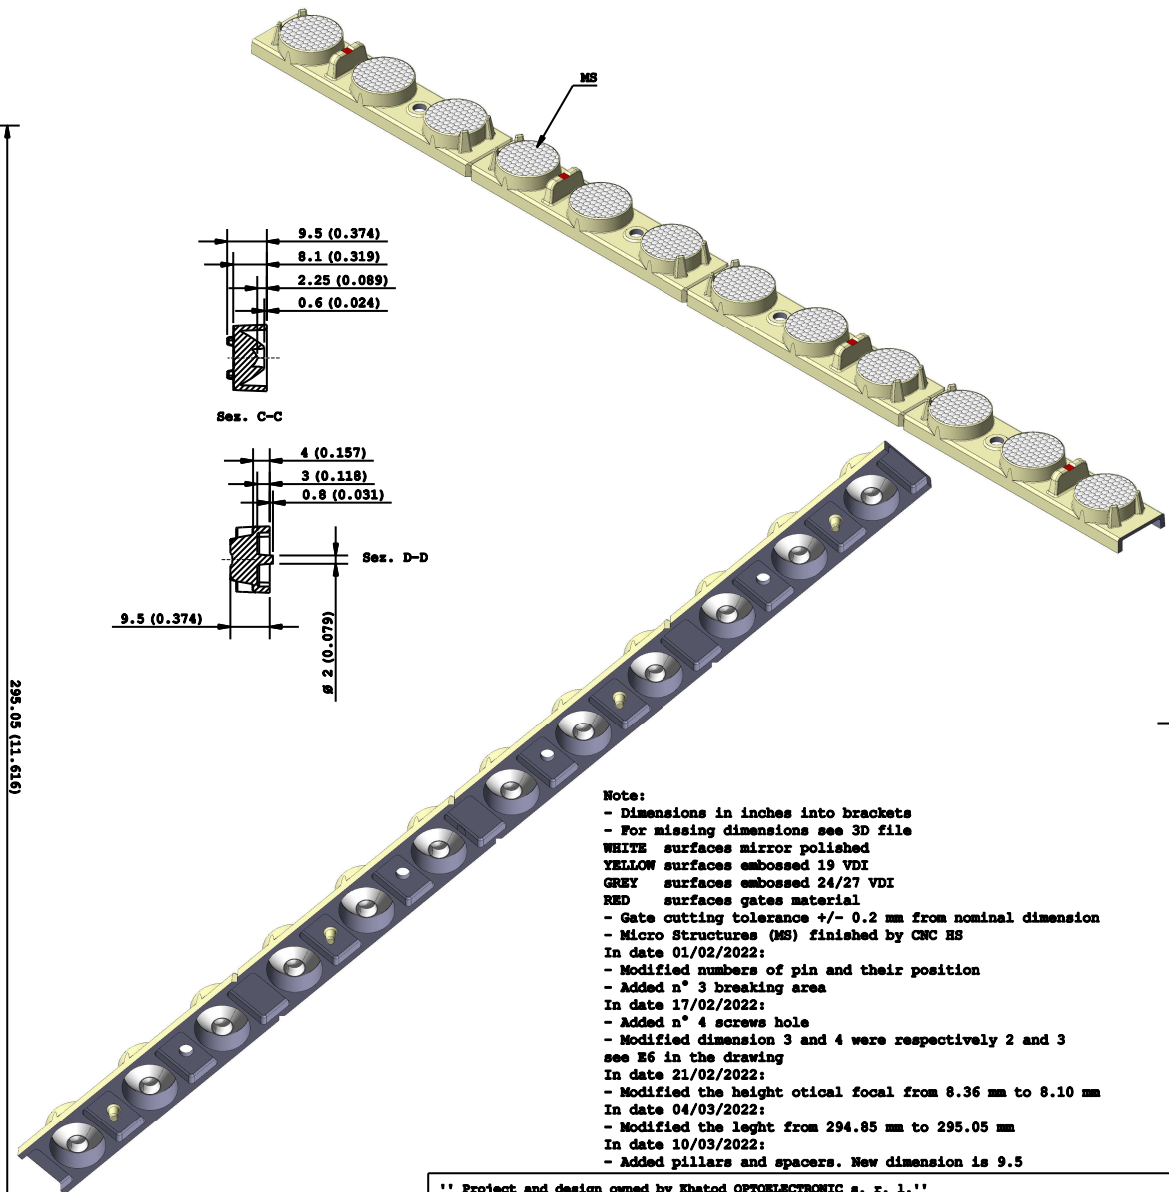 MS
9.5 (0.374)
8.1 (0.319)
2.25 (0.089)
0.6 (0.024)
Sez. C-C
4 (0.157)
3 (0.118)
0.8 (0.031)
Sez. D-D
9.5 (0.374)
Ø 2 (0.079)
295.05 (11.616)
Note:
- Dimensions in inches into brackets
- For missing dimensions see 3D file
WHITE surfaces mirror polished
YELLOW surfaces embossed 19 VDI
GREY surfaces embossed 24/27 VDI
RED surfaces gates material
- Gate cutting tolerance +/- 0.2 mm from nominal dimension
- Micro Structures (MS) finished by CNC HS
In date 01/02/2022:
- Modified numbers of pin and their position
- Added n° 3 breaking area
In date 17/02/2022:
- Added n° 4 screws hole
- Modified dimension 3 and 4 were respectively 2 and 3
see E6 in the drawing
In date 21/02/2022:
- Modified the height otical focal from 8.36 mm to 8.10 mm
In date 04/03/2022:
- Modified the leght from 294.85 mm to 295.05 mm
In date 10/03/2022:
- Added pillars and spacers. New dimension is 9.5
'' Project and design owned by Khatod OPTOELECTRONIC s. r. l.''